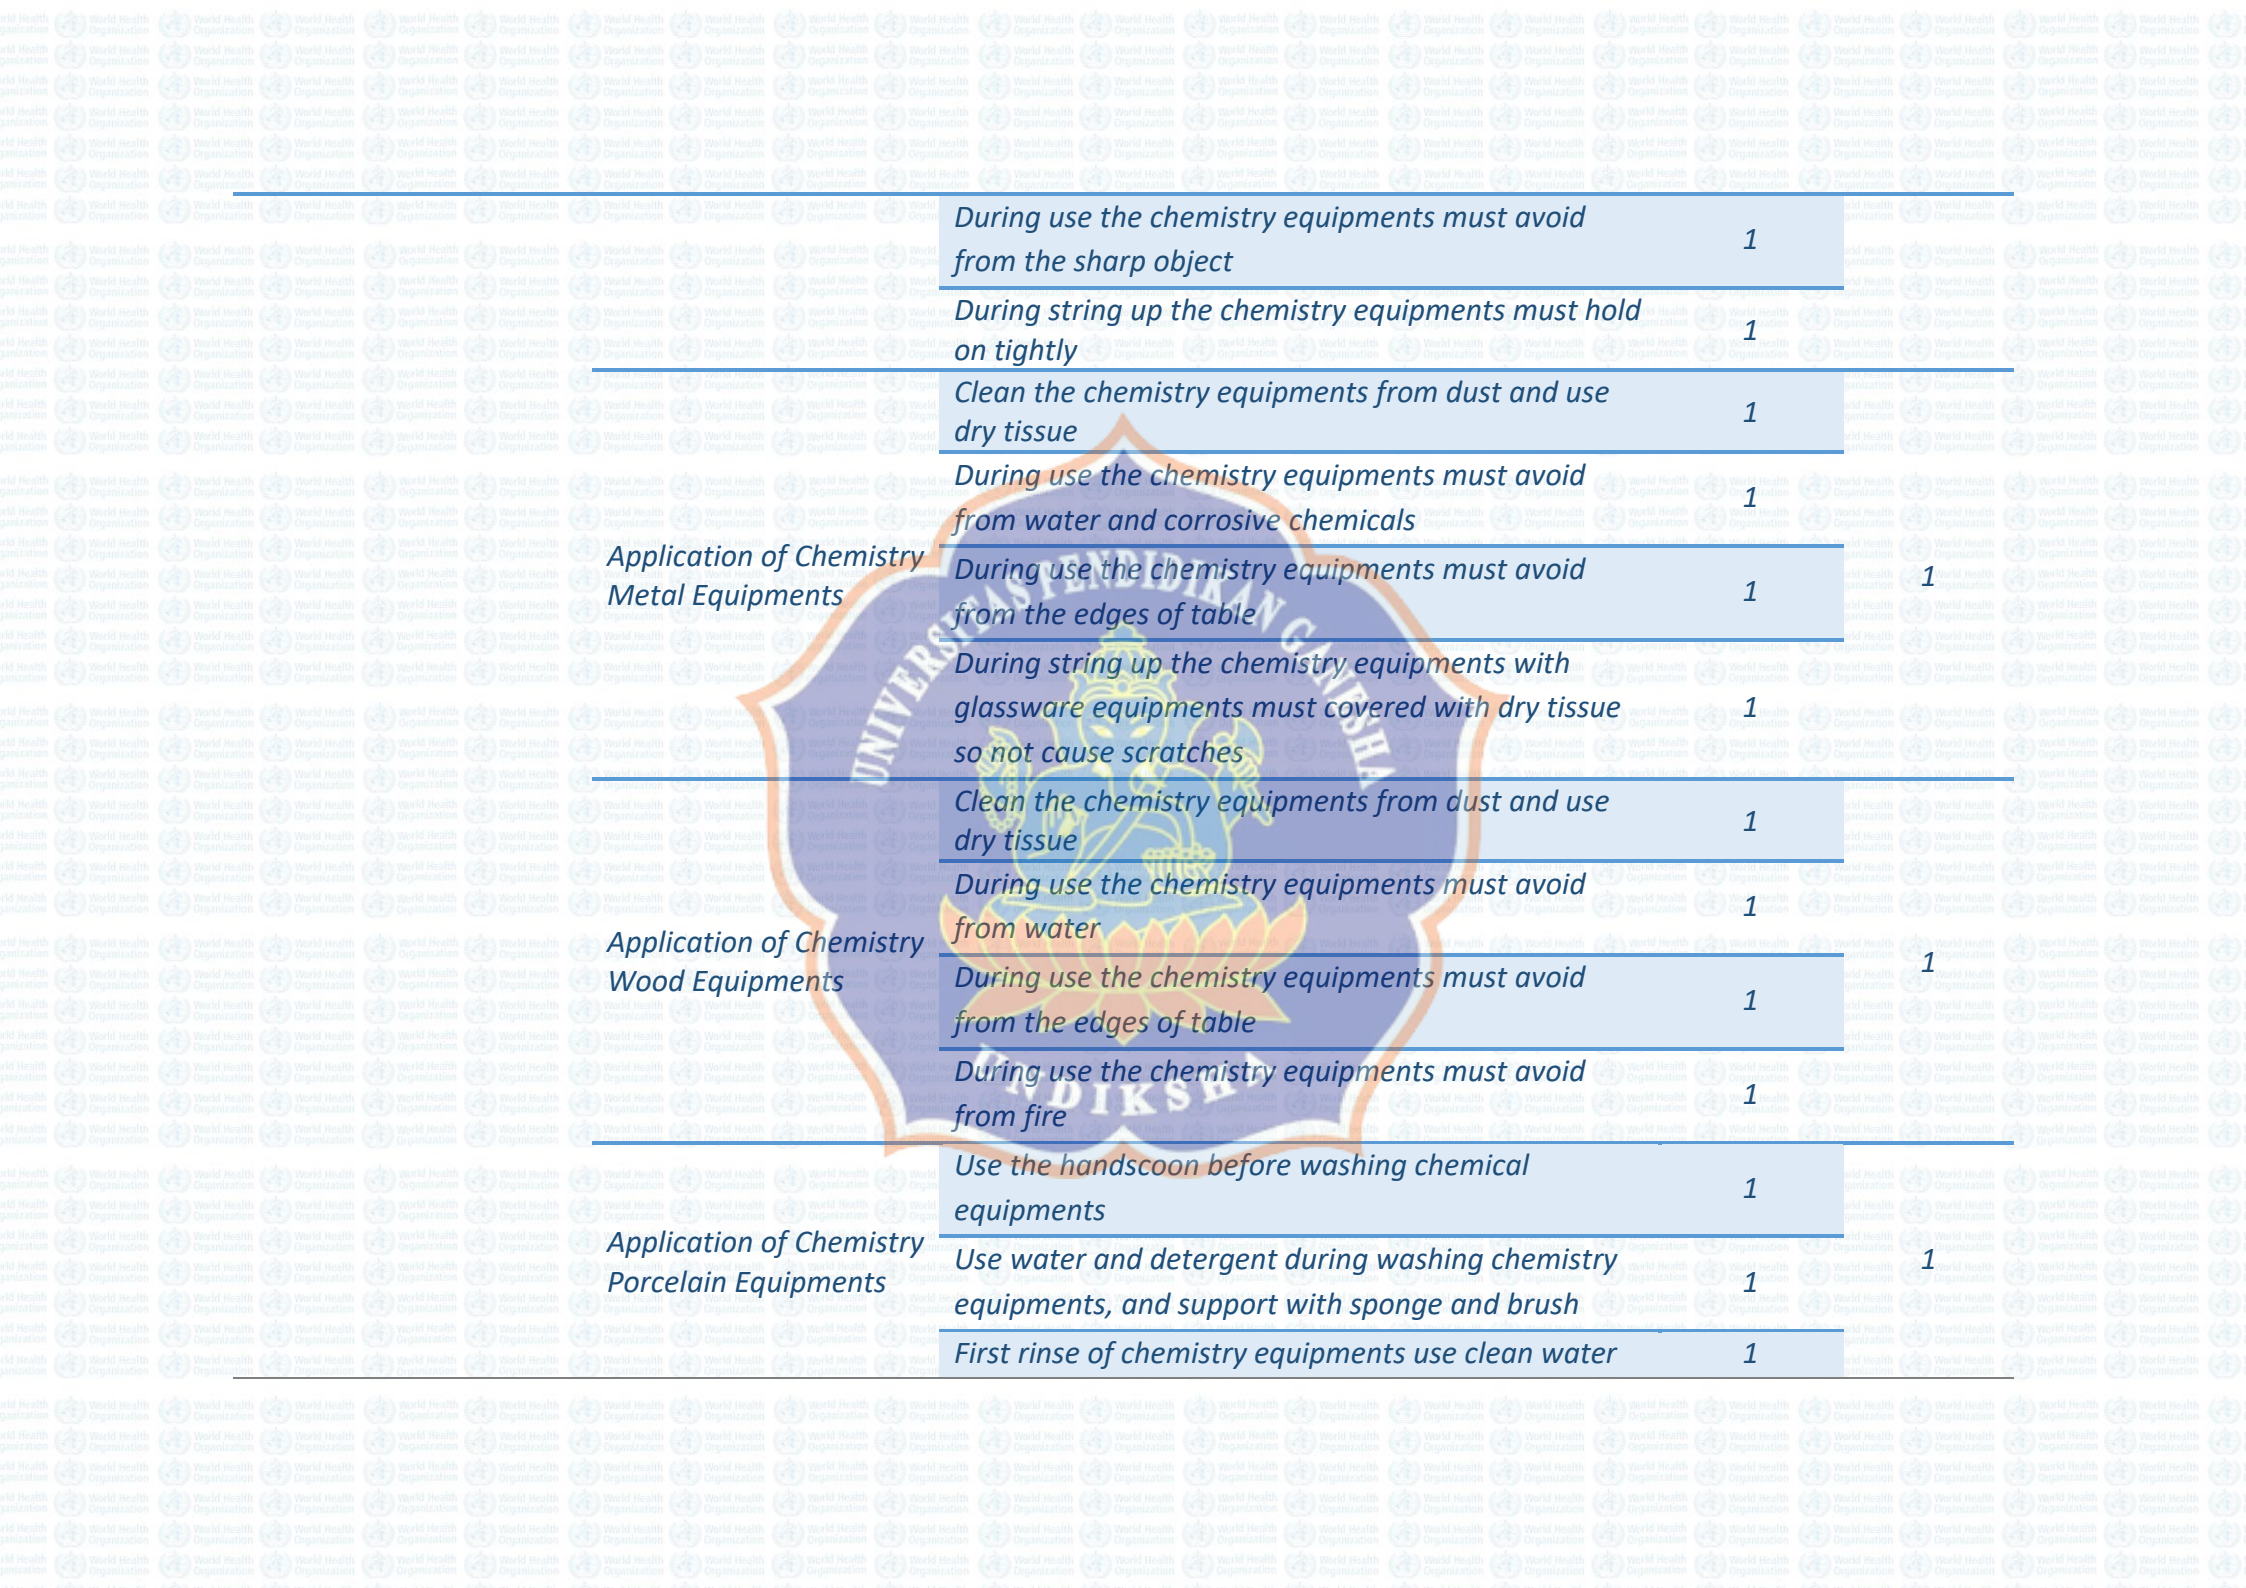 During use the chemistry equipments must avoid
from the sharp object
1
During string up the chemistry equipments must hold
on tightly
1
Application of Chemistry
Metal Equipments
Clean the chemistry equipments from dust and use
dry tissue
1
During use the chemistry equipments must avoid
from water and corrosive chemicals
1
During use the chemistry equipments must avoid
from the edges of table
1
During string up the chemistry equipments with
glassware equipments must covered with dry tissue
so not cause scratches
1
1
Application of Chemistry
Wood Equipments
Clean the chemistry equipments from dust and use
dry tissue
1
During use the chemistry equipments must avoid
from water
1
During use the chemistry equipments must avoid
from the edges of table
1
During use the chemistry equipments must avoid
from fire
1
1
Application of Chemistry
Porcelain Equipments
Use the handscoon before washing chemical
equipments
1
Use water and detergent during washing chemistry
equipments, and support with sponge and brush
1
First rinse of chemistry equipments use clean water
1
1
UNIVERSITAS PENDIDIKAN GANESHA
UNDIKSHA
World Health
Organization